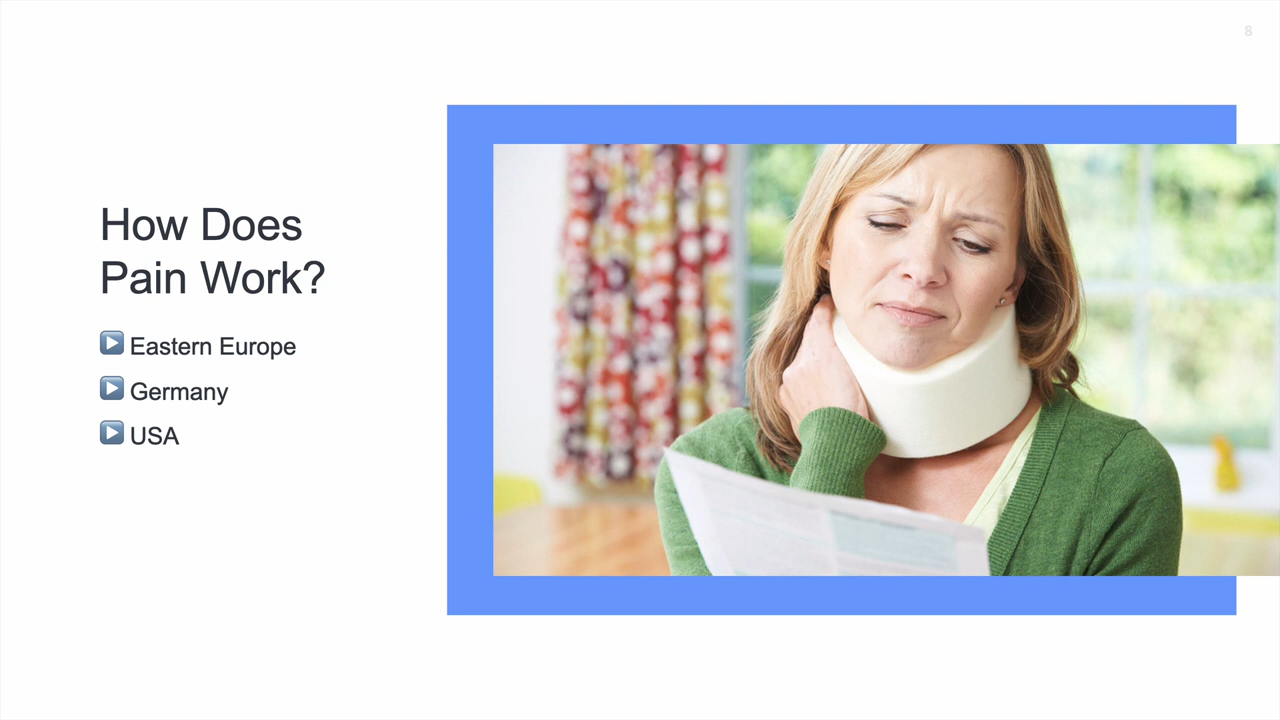 8
How Does
Pain Work?
▶️ Eastern Europe
▶️ Germany
▶️ USA